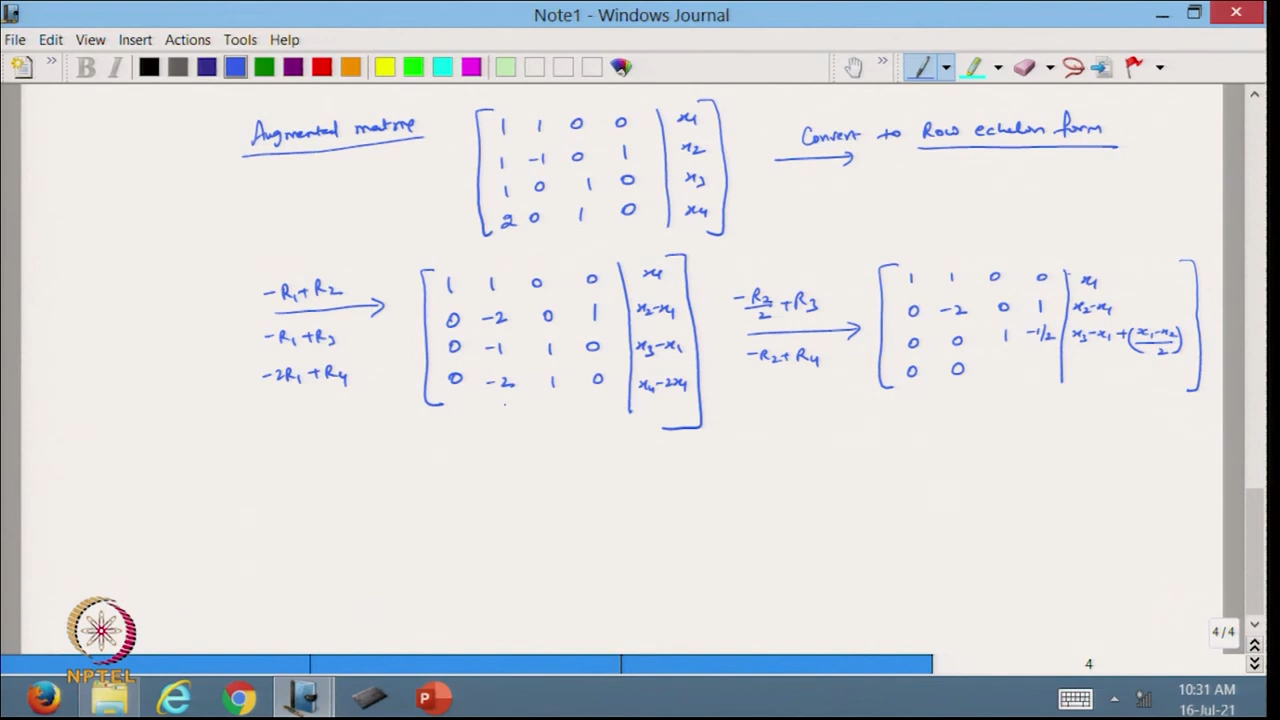 Note1 - Windows Journal
File Edit View Insert Actions Tools Help
Augmented matrix
1 1 0 0 | x1
1 -1 0 1 | x2
1 0 1 0 | x3
2 0 1 0 | x4
Convert to Row echelon form
-R1+R2
-R1+R3
-2R1+R4
1 1 0 0 | x1
0 -2 0 1 | x2-x1
0 -1 1 0 | x3-x1
0 -2 1 0 | x4-2x1
-R2/2 +R3
-R2+R4
1 1 0 0 | x1
0 -2 0 1 | x2-x1
0 0 1 -1/2 | x3-x1+(x1-x2/2)
0 0
NPTEL
4/4
4
10:31 AM
16-Jul-21